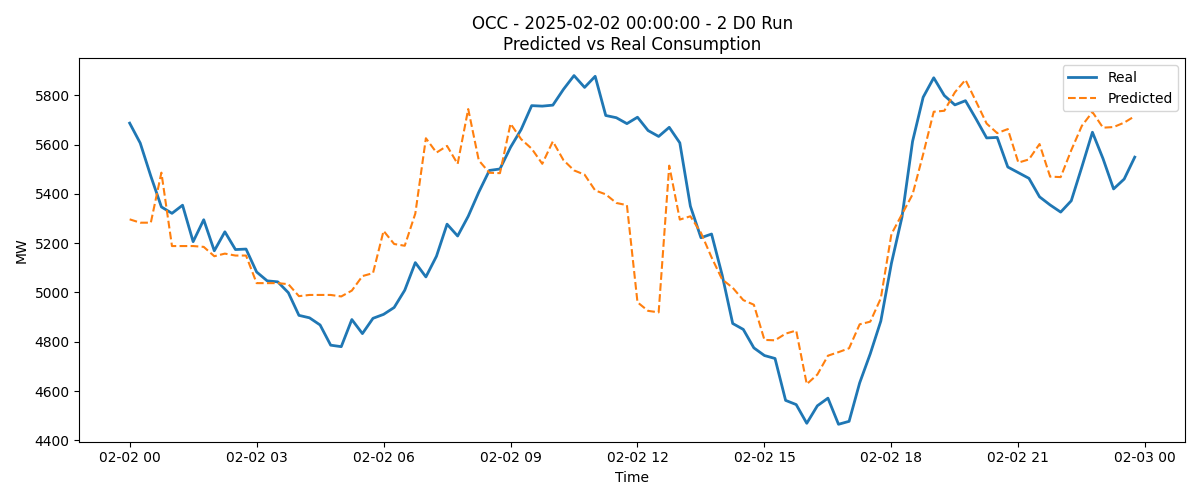 OCC - 2025-02-02 00:00:00 - 2 D0 Run
Predicted vs Real Consumption
Real
Predicted
MW
5800
5600
5400
5200
5000
4800
4600
4400
02-02 00
02-02 03
02-02 06
02-02 09
02-02 12
02-02 15
02-02 18
02-02 21
02-03 00
Time